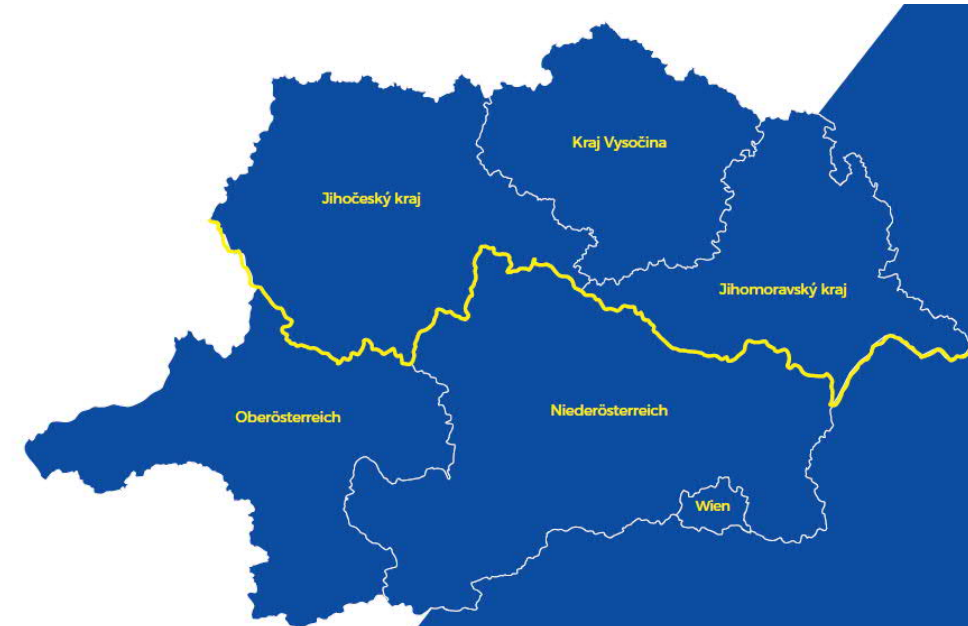 Kraj Vysočina
Jihočeský kraj
Jihomoravský kraj
Oberösterreich
Niederösterreich
Wien